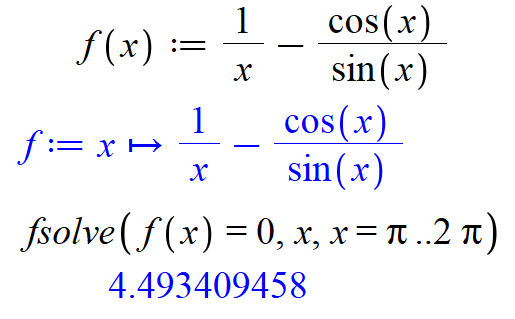 f(x) := 1/x − cos(x)/sin(x)
f := x ↦ 1/x − cos(x)/sin(x)
fsolve(f(x) = 0, x, x = π ..2 π)
4.493409458